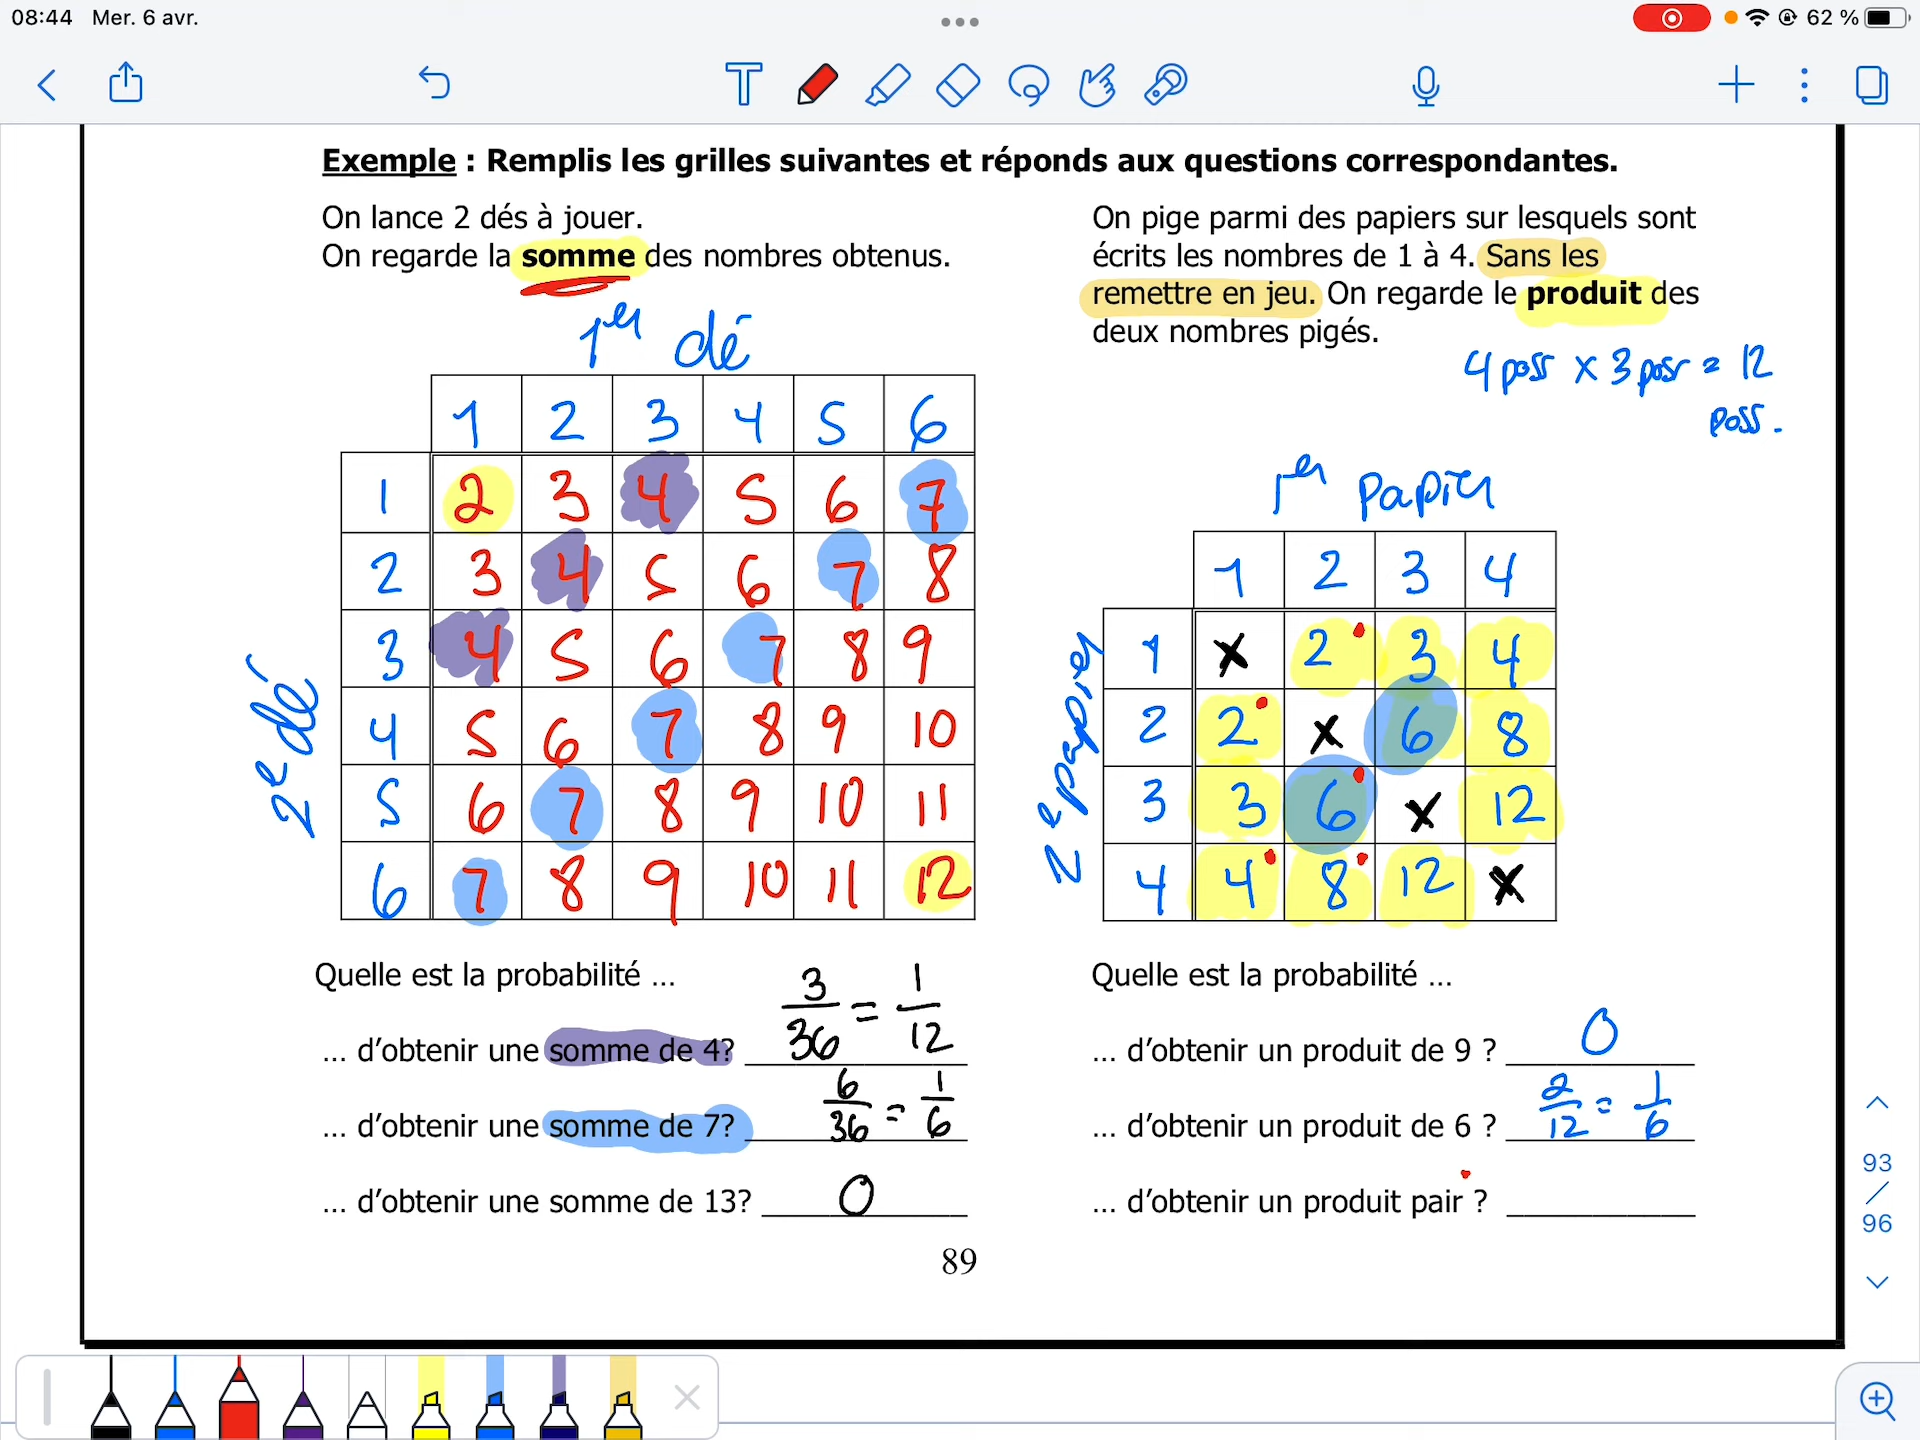 08:44 Mer. 6 avr.
62 %
Exemple : Remplis les grilles suivantes et réponds aux questions correspondantes.
On lance 2 dés à jouer.
On regarde la somme des nombres obtenus.
1er dé
1 2 3 4 5 6
1 2 3 4 5 6 7
2 3 4 5 6 7 8
3 4 5 6 7 8 9
4 5 6 7 8 9 10
5 6 7 8 9 10 11
6 7 8 9 10 11 12
2e dé
Quelle est la probabilité ...
... d'obtenir une somme de 4? 3/36 = 1/12
... d'obtenir une somme de 7? 6/36 = 1/6
... d'obtenir une somme de 13? 0
On pige parmi des papiers sur lesquels sont
écrits les nombres de 1 à 4. Sans les
remettre en jeu. On regarde le produit des
deux nombres pigés.
4 poss x 3 poss = 12
poss.
1er papier
1 2 3 4
1 x 2 3 4
2 2 x 6 8
3 3 6 x 12
4 4 8 12 x
2e papier
Quelle est la probabilité ...
... d'obtenir un produit de 9 ? 0
... d'obtenir un produit de 6 ? 2/12 = 1/6
... d'obtenir un produit pair ?
89
93
/
96